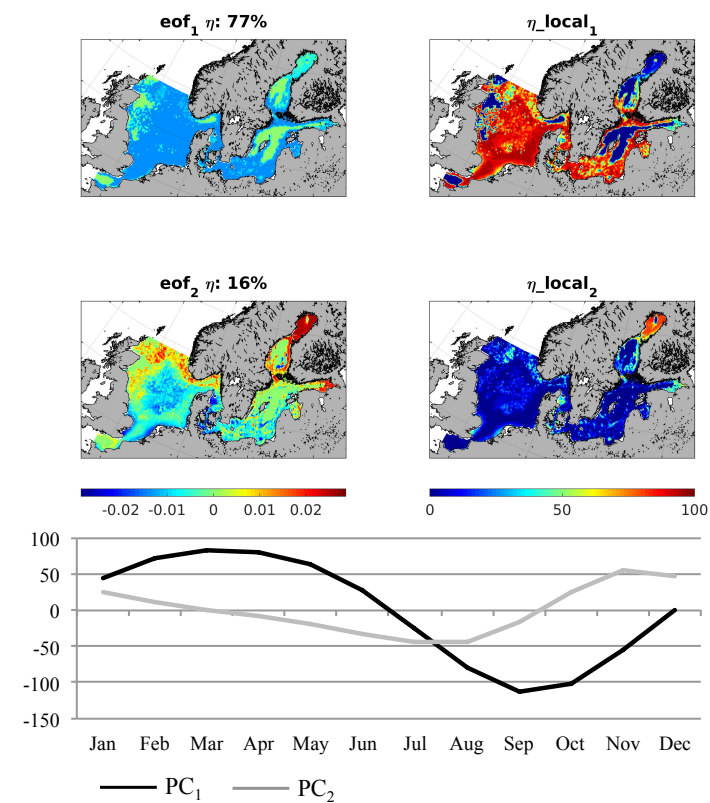 eof₁ η: 77%
η_local₁
eof₂ η: 16%
η_local₂
-0.02 -0.01 0 0.01 0.02
0 50 100
100
50
0
-50
-100
-150
Jan Feb Mar Apr May Jun Jul Aug Sep Oct Nov Dec
PC₁ PC₂